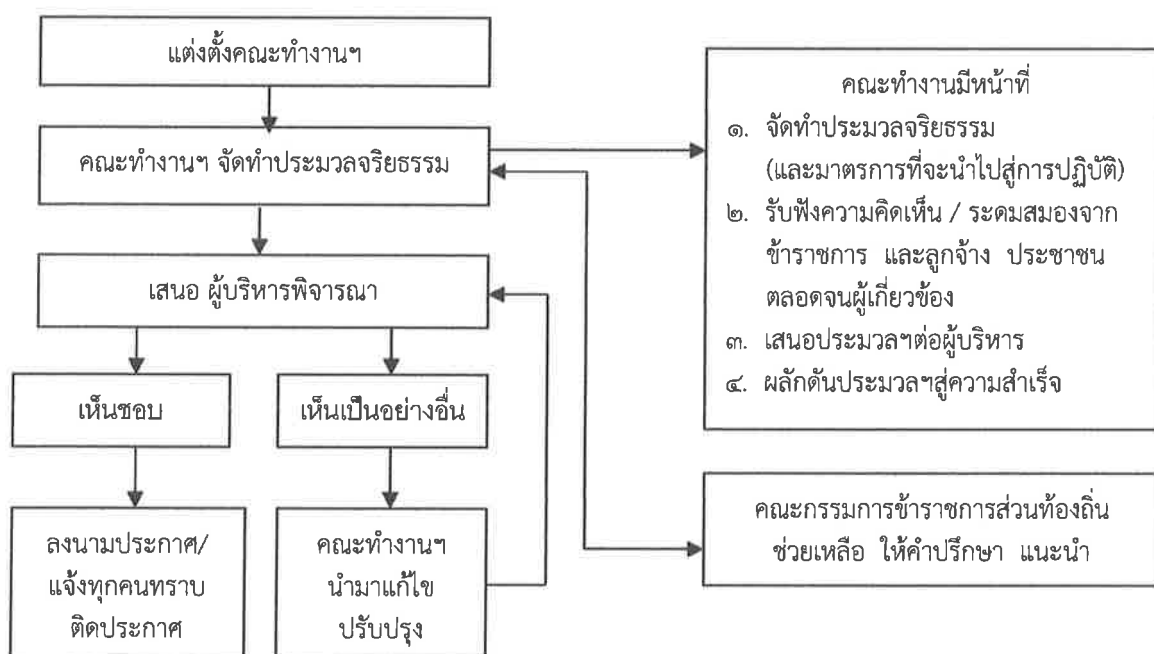 แต่งตั้งคณะทำงานฯ
คณะทำงานฯ จัดทำประมวลจริยธรรม
เสนอ ผู้บริหารพิจารณา
เห็นชอบ
เห็นเป็นอย่างอื่น
ลงนามประกาศ/
แจ้งทุกคนทราบ
ติดประกาศ
คณะทำงานฯ
นำมาแก้ไข
ปรับปรุง
คณะทำงานมีหน้าที่
๑. จัดทำประมวลจริยธรรม
(และมาตรการที่จะนำไปสู่การปฏิบัติ)
๒. รับฟังความคิดเห็น / ระดมสมองจาก
ข้าราชการ และลูกจ้าง ประชาชน
ตลอดจนผู้เกี่ยวข้อง
๓. เสนอประมวลฯต่อผู้บริหาร
๔. ผลักดันประมวลฯสู่ความสำเร็จ
คณะกรรมการข้าราชการส่วนท้องถิ่น
ช่วยเหลือ ให้คำปรึกษา แนะนำ